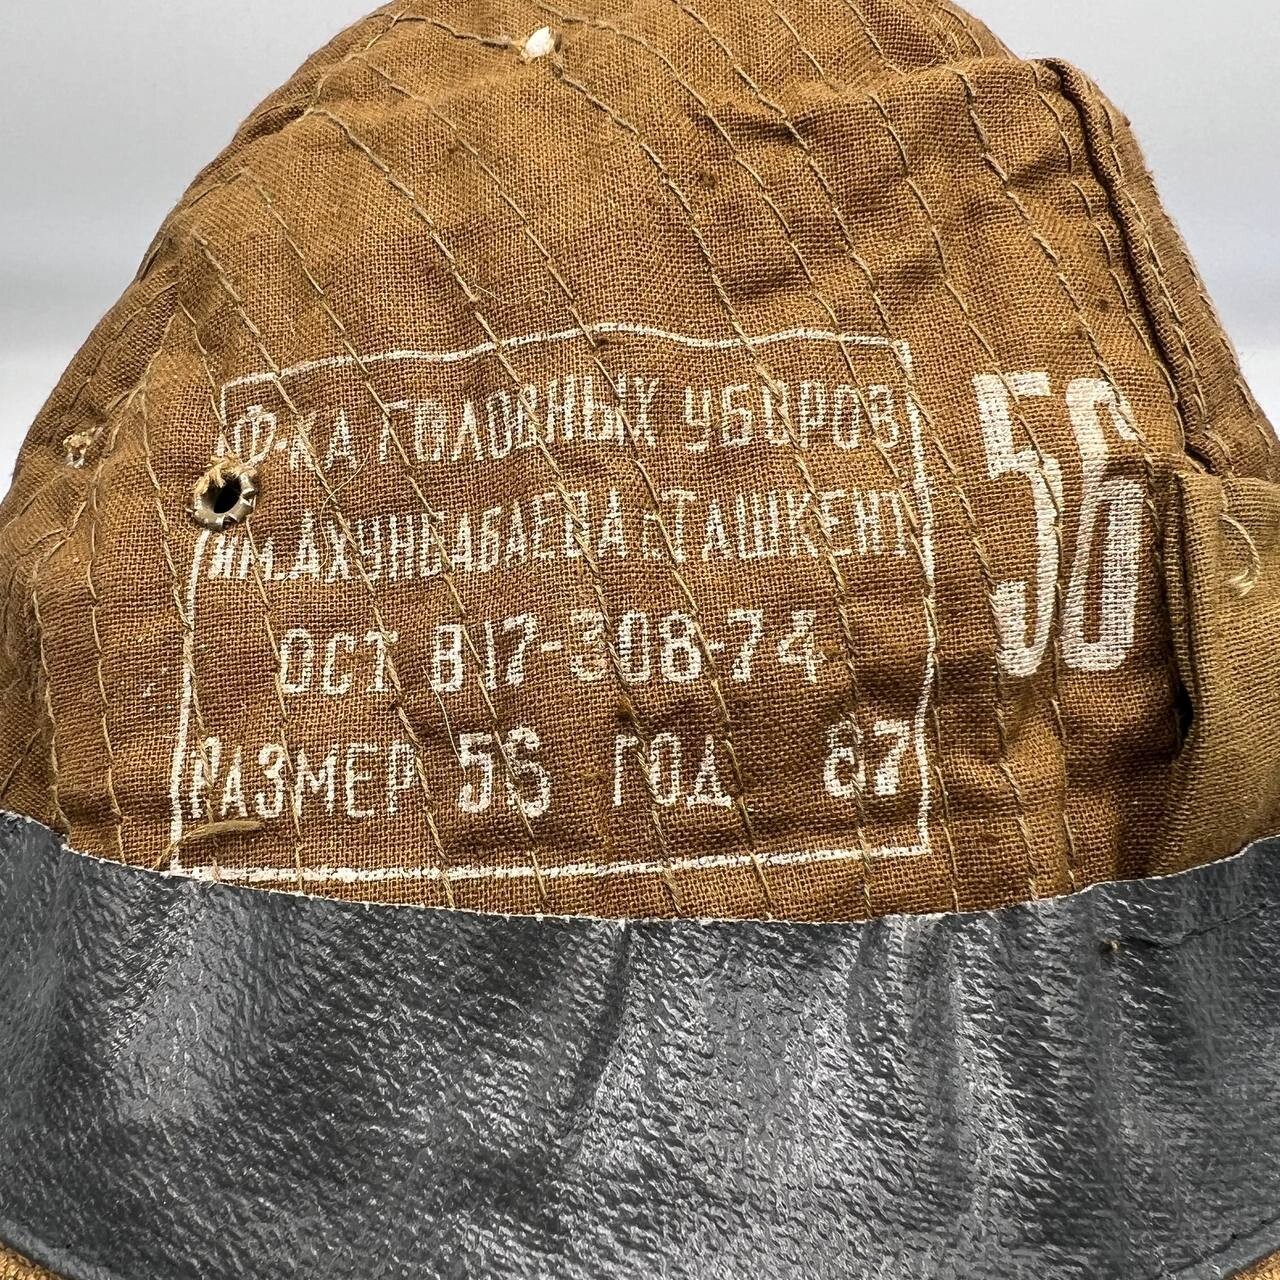 Ф-КА ГОЛОВНЫХ УБОРОВ
ИМ.АХУНБАБАЕВА г.ТАШКЕНТ
ОСТ В17-308-74
РАЗМЕР 56 ГОД 87
56